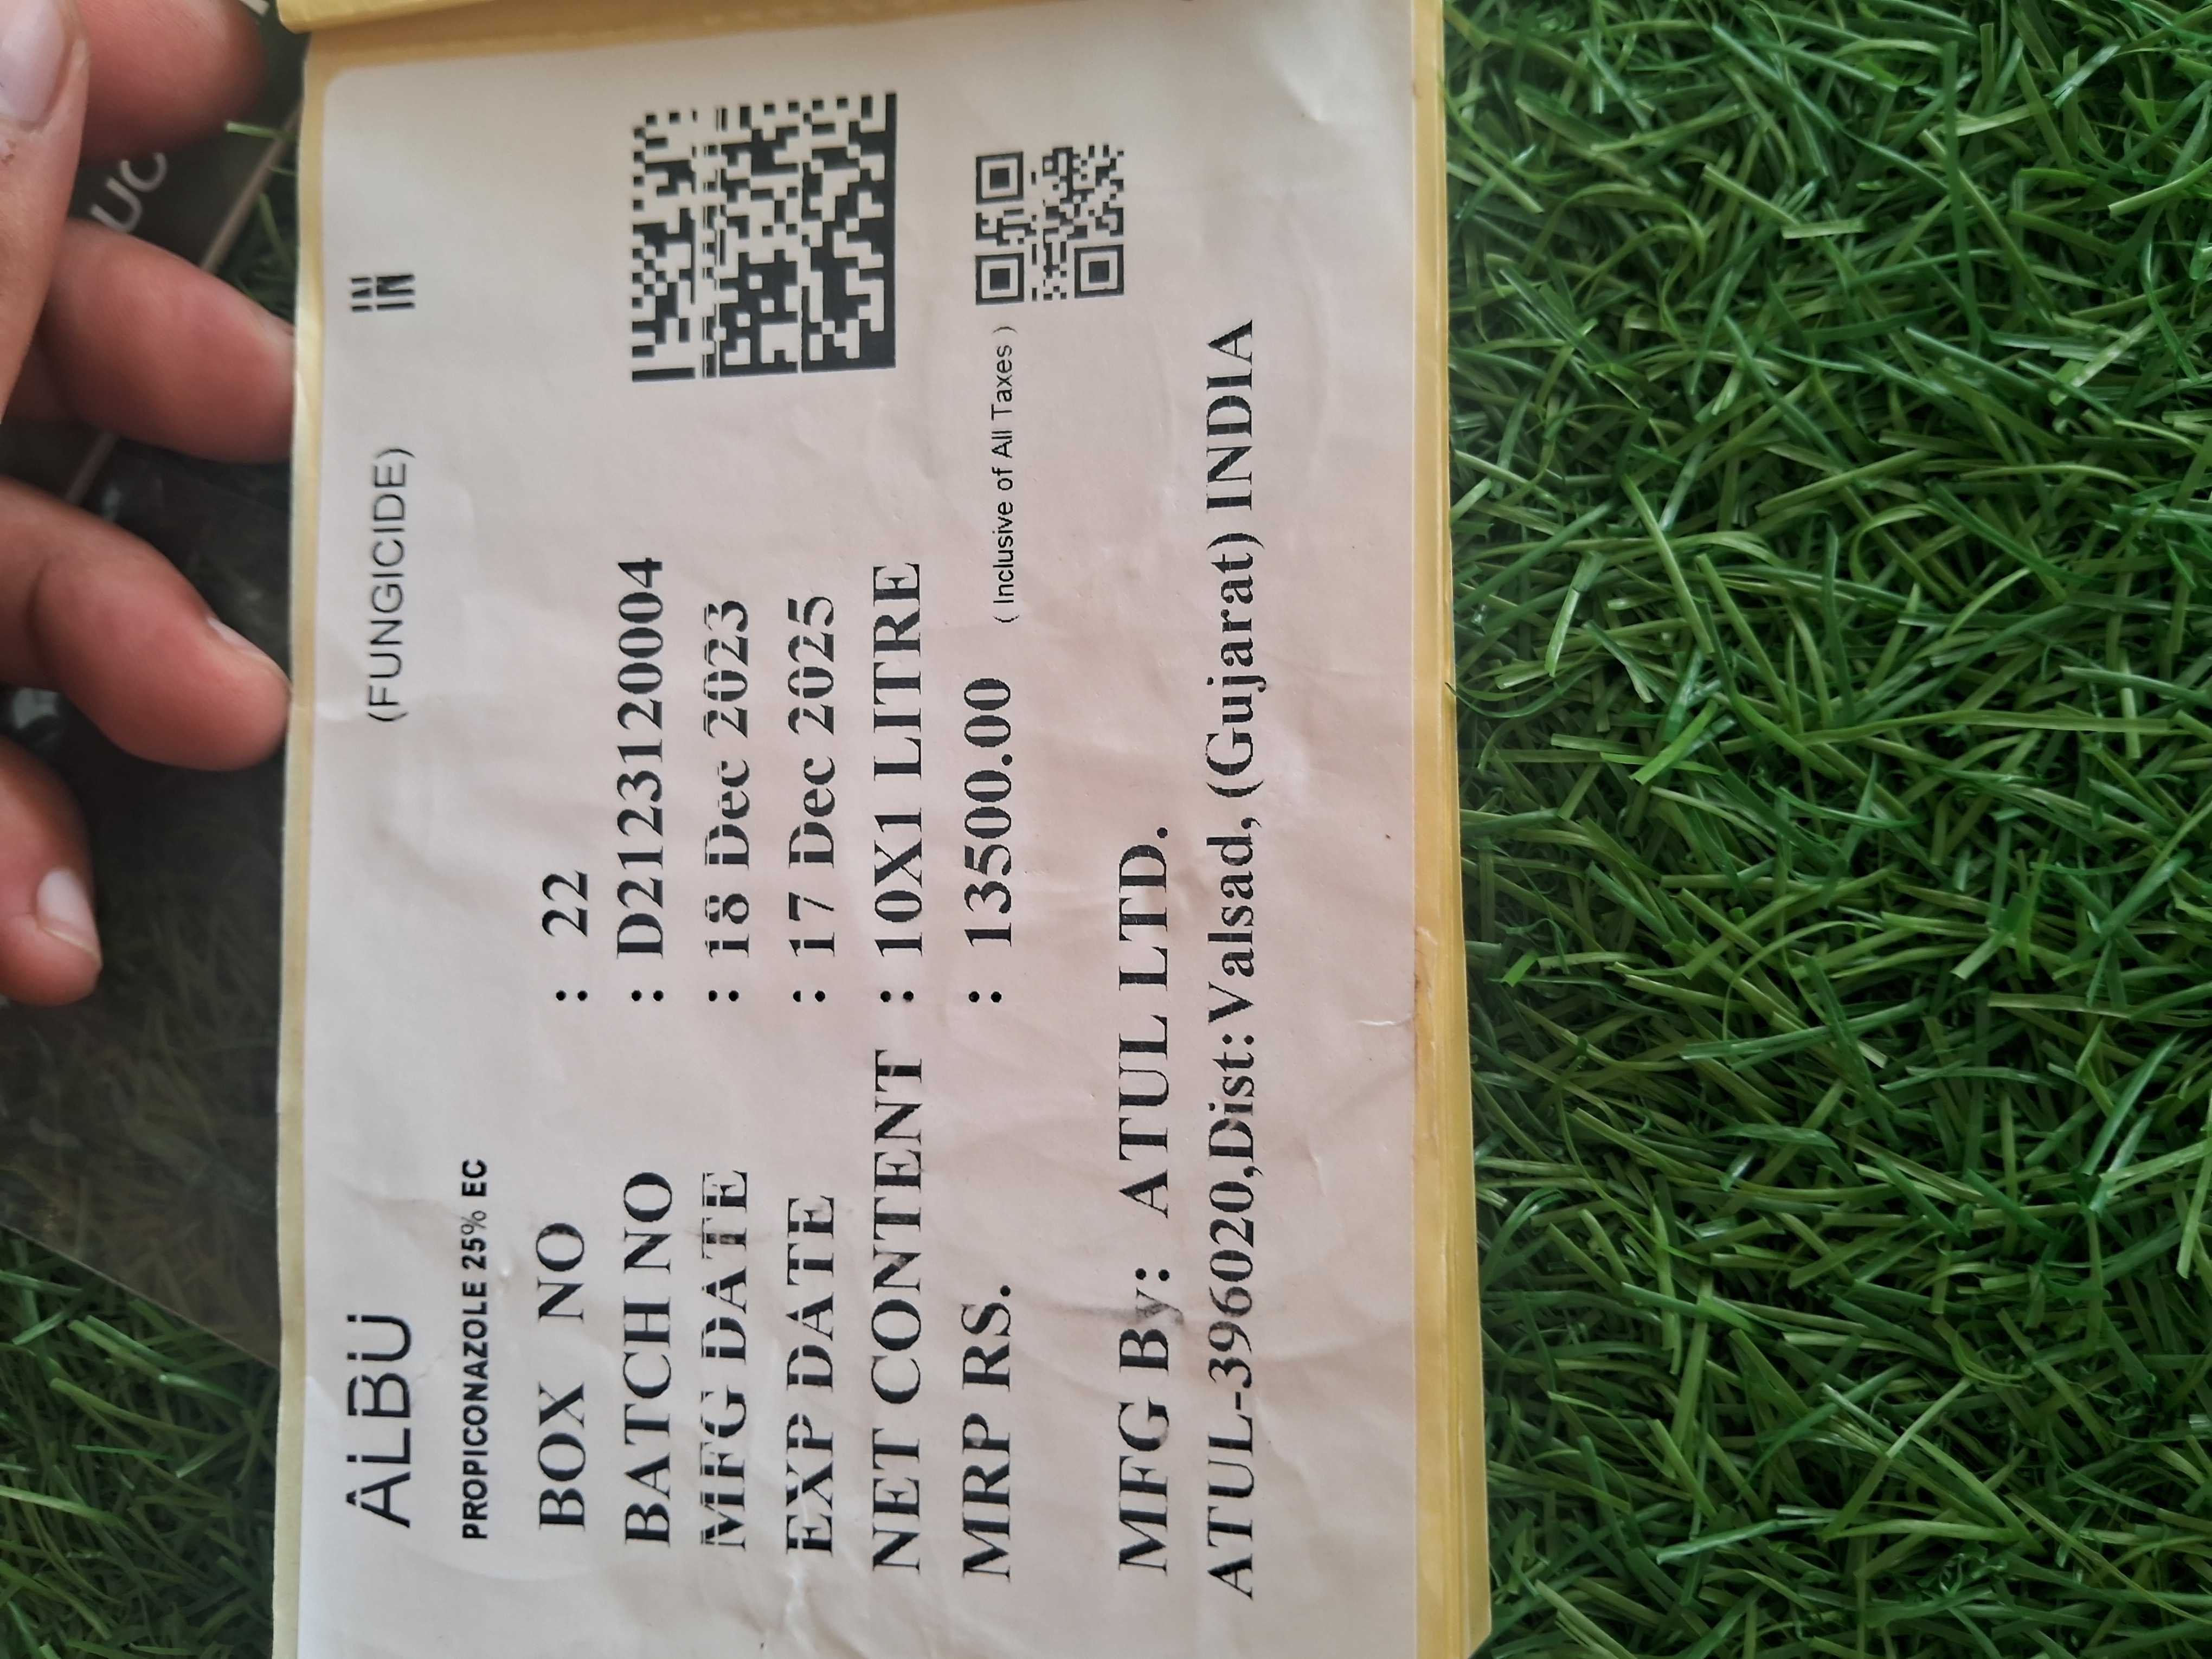 ALBU (FUNGICIDE) IN
PROPICONAZOLE 25% EC
BOX NO : 22
BATCH NO : D2123120004
MFG DATE : 18 Dec 2023
EXP DATE : 17 Dec 2025
NET CONTENT : 10X1 LITRE
MRP RS. : 13500.00 ( Inclusive of All Taxes )
MFG By: ATUL LTD.
ATUL-396020,Dist:Valsad, (Gujarat) INDIA